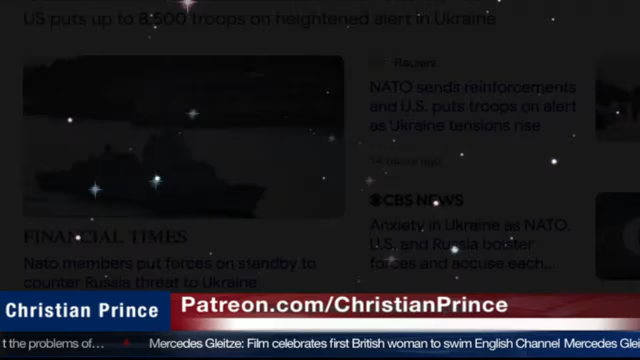 US puts up to 8,500 troops on heightened alert in Ukraine
Reuters
NATO sends reinforcements
and U.S. puts troops on alert
as Ukraine tensions rise
14 hours ago
CBS NEWS
Anxiety in Ukraine as NATO,
U.S. and Russia bolster
forces and accuse each...
FINANCIAL TIMES
Nato members put forces on standby to
counter Russia threat to Ukraine
Christian Prince
Patreon.com/ChristianPrince
t the problems of...
Mercedes Gleitze: Film celebrates first British woman to swim English Channel Mercedes Glei